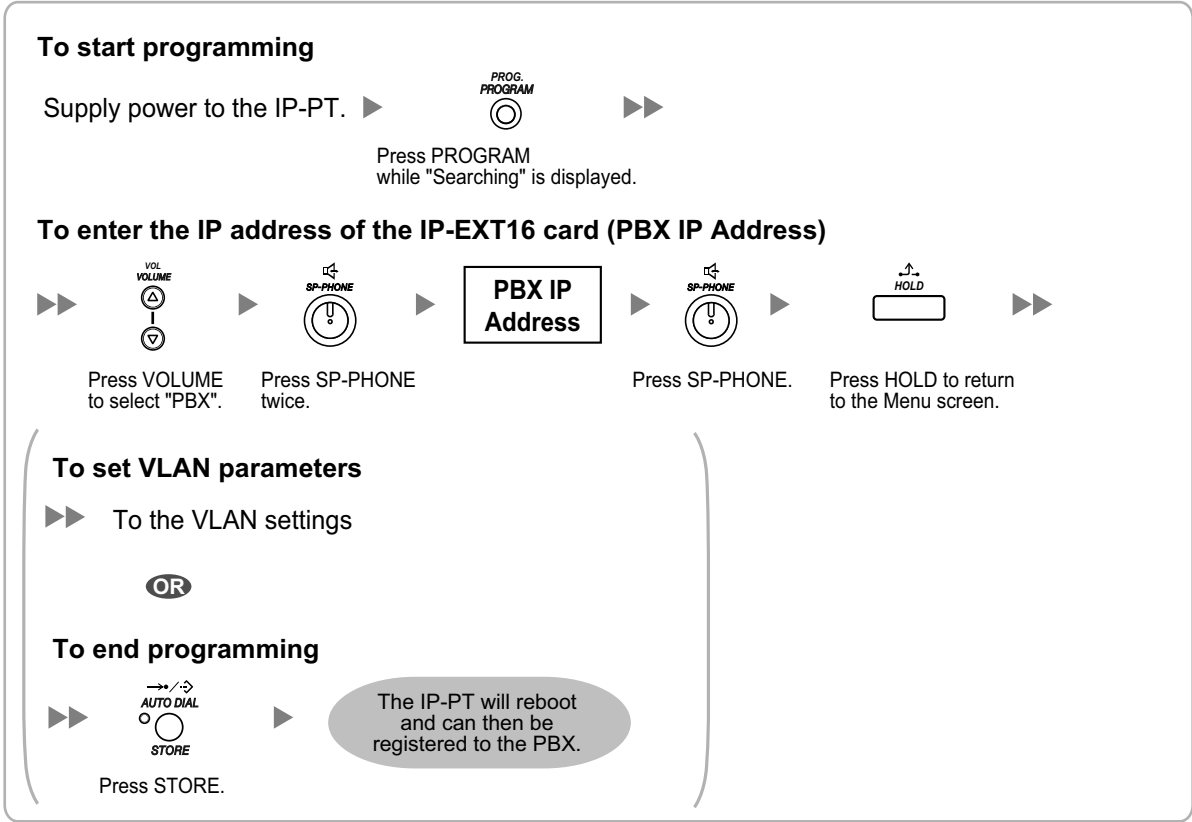 To start programming
Supply power to the IP-PT.
PROG.
PROGRAM
Press PROGRAM
while "Searching" is displayed.
To enter the IP address of the IP-EXT16 card (PBX IP Address)
VOL
VOLUME
Press VOLUME
to select "PBX".
SP-PHONE
Press SP-PHONE
twice.
PBX IP
Address
SP-PHONE
Press SP-PHONE.
HOLD
Press HOLD to return
to the Menu screen.
To set VLAN parameters
To the VLAN settings
OR
To end programming
AUTO DIAL
STORE
Press STORE.
The IP-PT will reboot
and can then be
registered to the PBX.